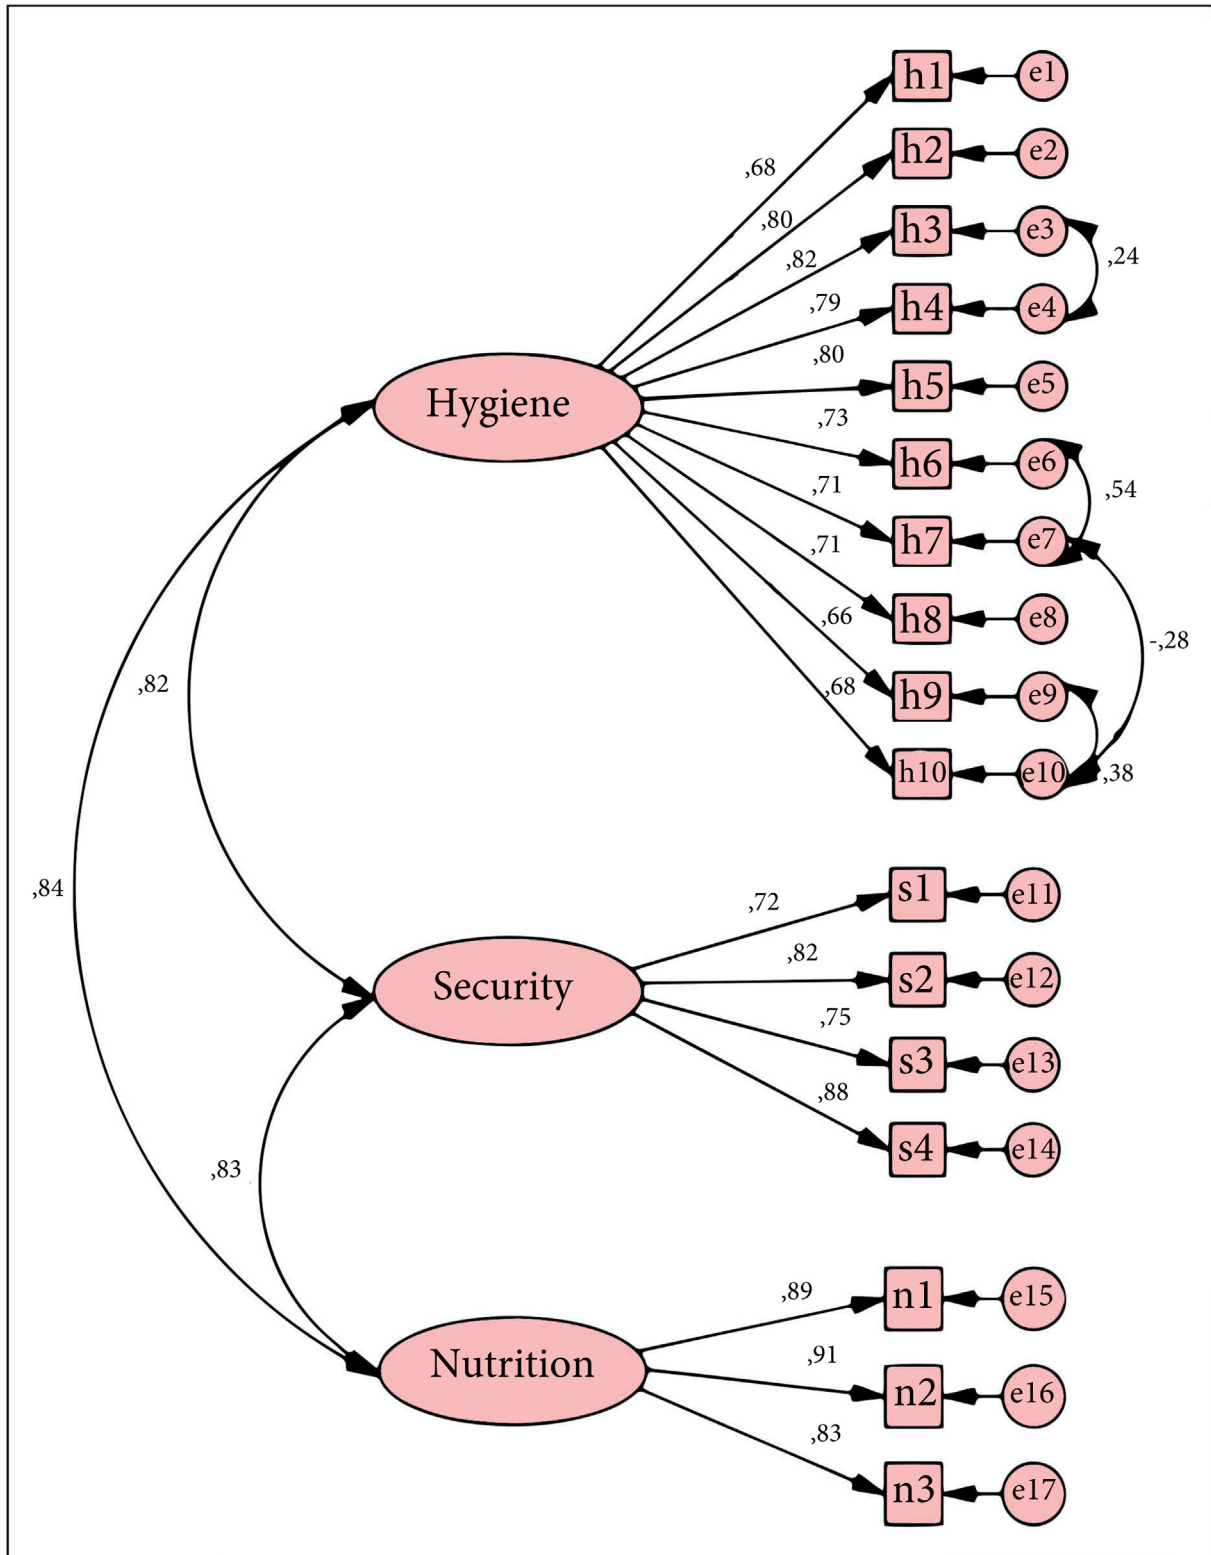 h1 e1
,68
h2 e2
,80
h3 e3
,82
,24
h4 e4
,79
,80
h5 e5
Hygiene
,73
h6 e6
,71
,54
h7 e7
,71
h8 e8
,66
-,28
,82
,68
h9 e9
h10 e10 ,38
,84
s1 e11
,72
,82
s2 e12
Security
,75
s3 e13
,88
s4 e14
,83
,89
n1 e15
,91
Nutrition
n2 e16
,83
n3 e17